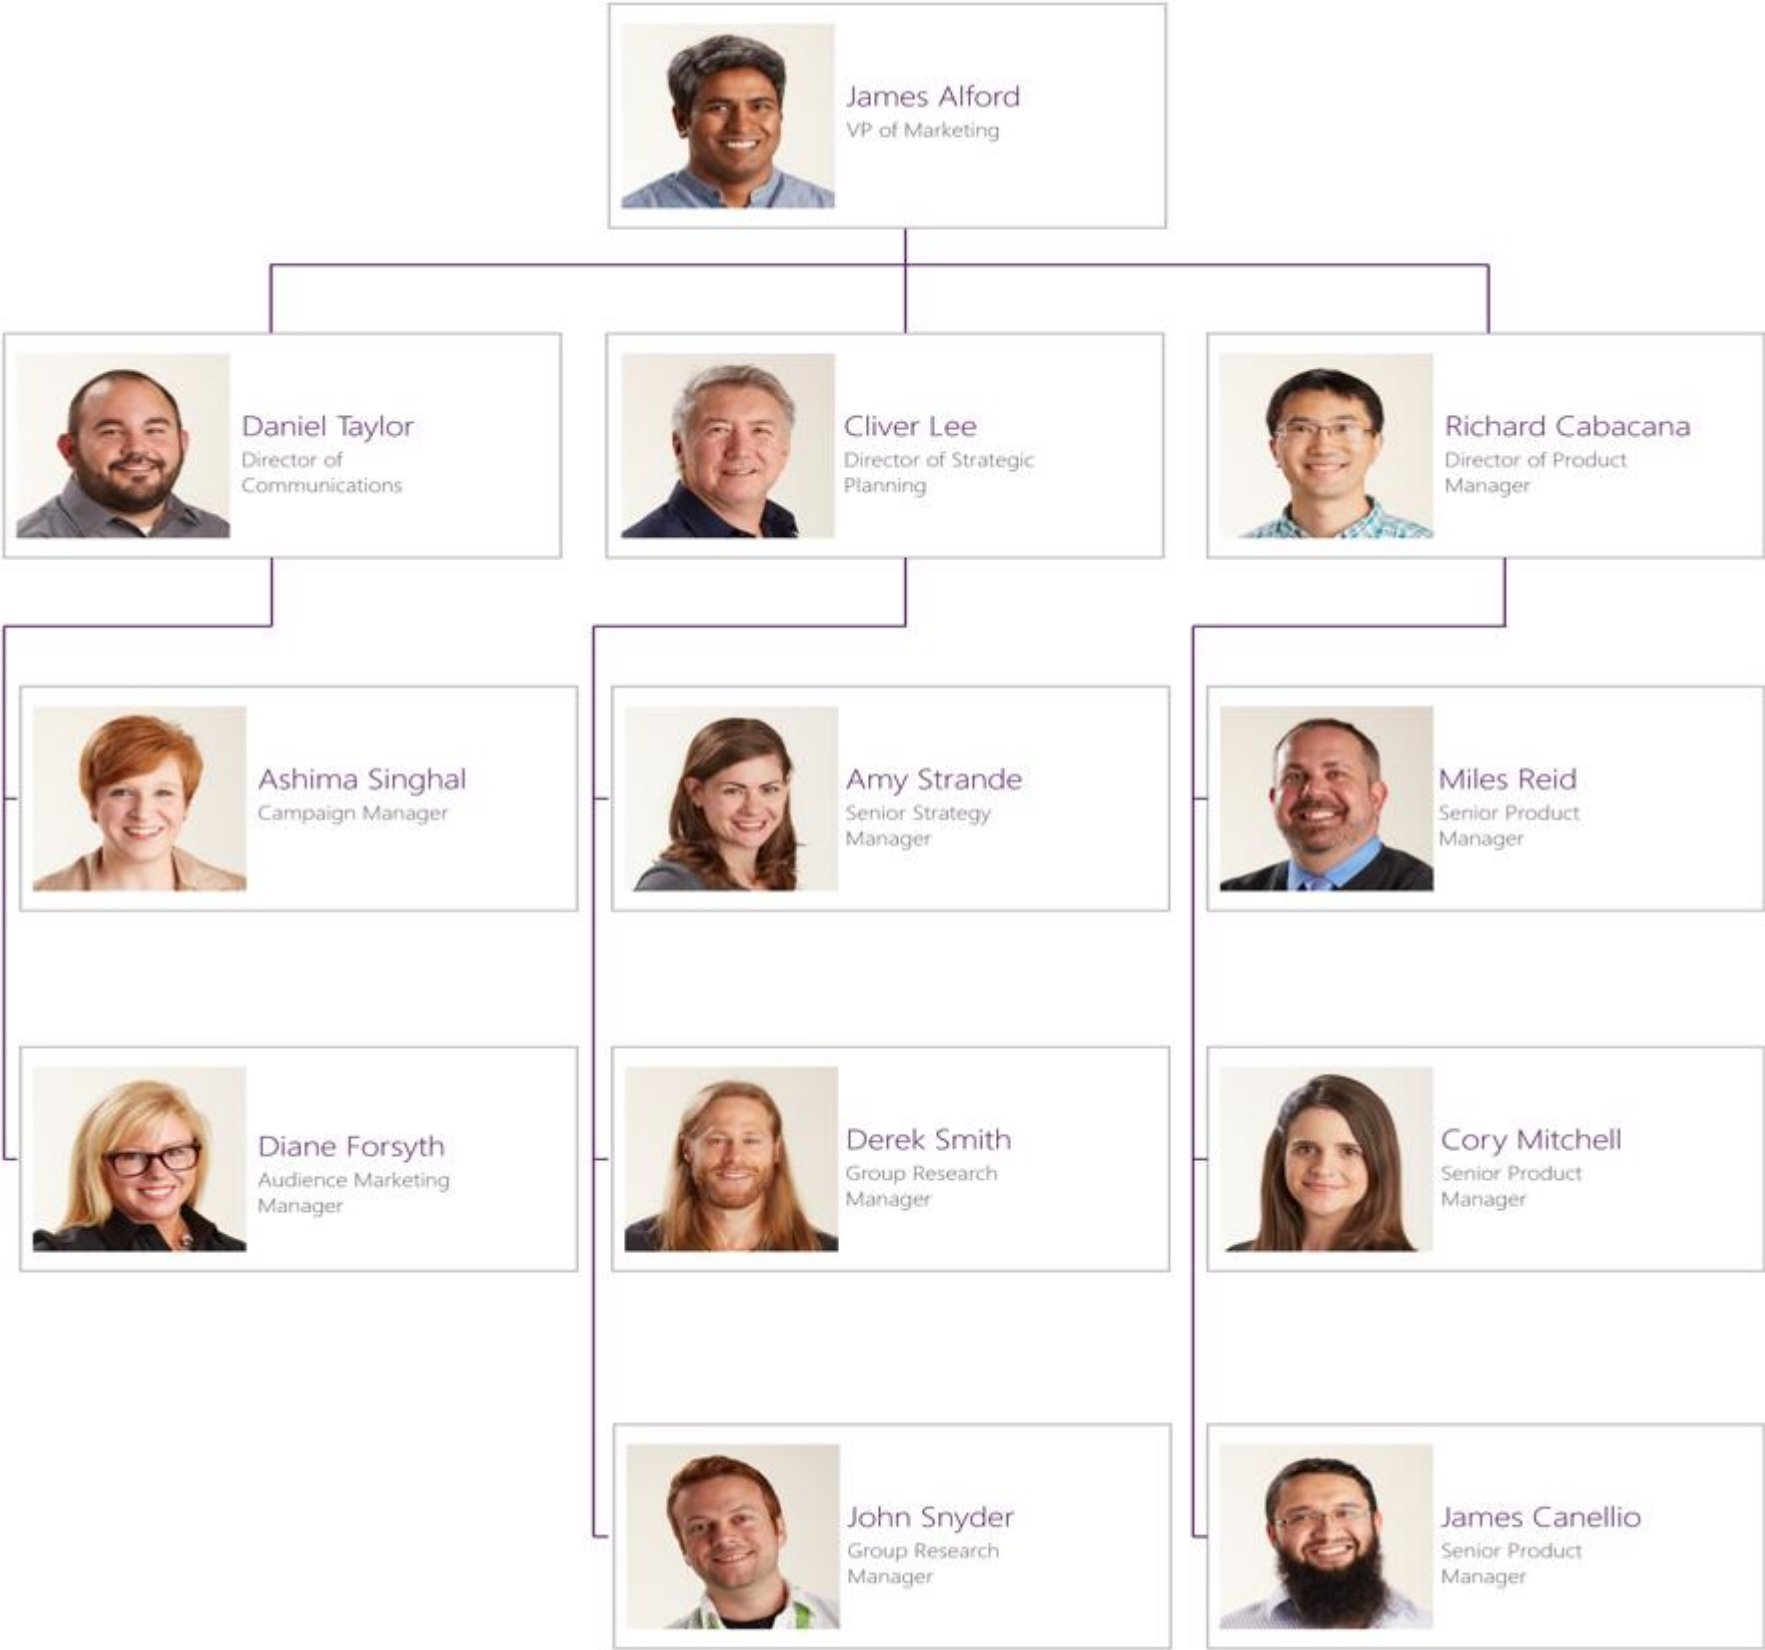 James Alford
VP of Marketing
Daniel Taylor
Director of
Communications
Cliver Lee
Director of Strategic
Planning
Richard Cabacana
Director of Product
Manager
Ashima Singhal
Campaign Manager
Amy Strande
Senior Strategy
Manager
Miles Reid
Senior Product
Manager
Diane Forsyth
Audience Marketing
Manager
Derek Smith
Group Research
Manager
Cory Mitchell
Senior Product
Manager
John Snyder
Group Research
Manager
James Canellio
Senior Product
Manager